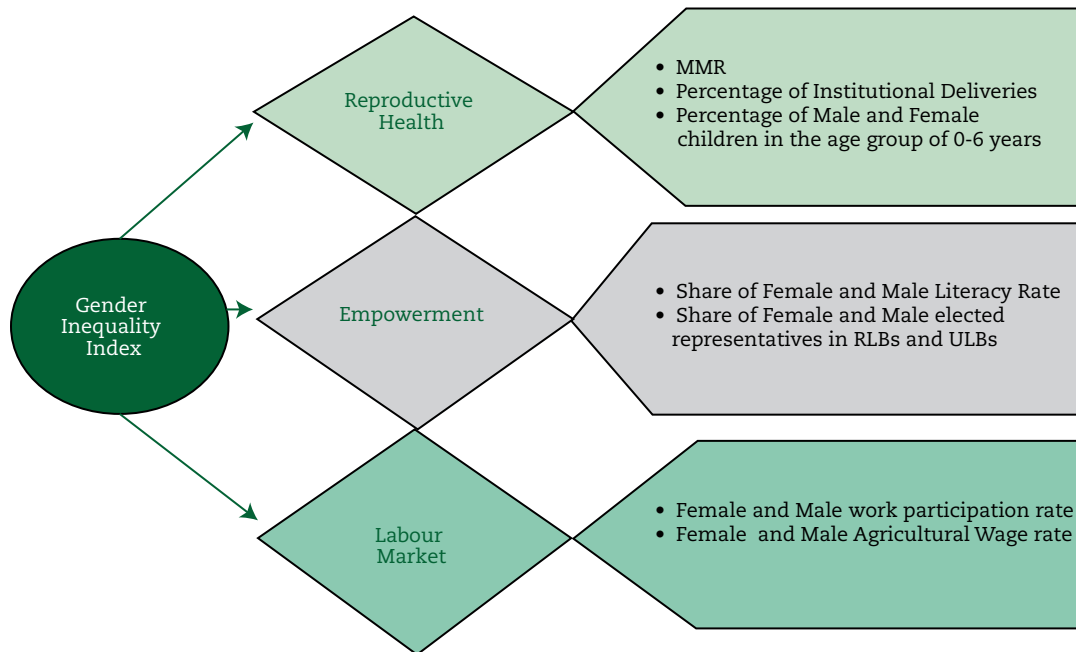 Reproductive
Health
• MMR
• Percentage of Institutional Deliveries
• Percentage of Male and Female
children in the age group of 0-6 years
Gender
Inequality
Index
Empowerment
• Share of Female and Male Literacy Rate
• Share of Female and Male elected
representatives in RLBs and ULBs
Labour
Market
• Female and Male work participation rate
• Female and Male Agricultural Wage rate